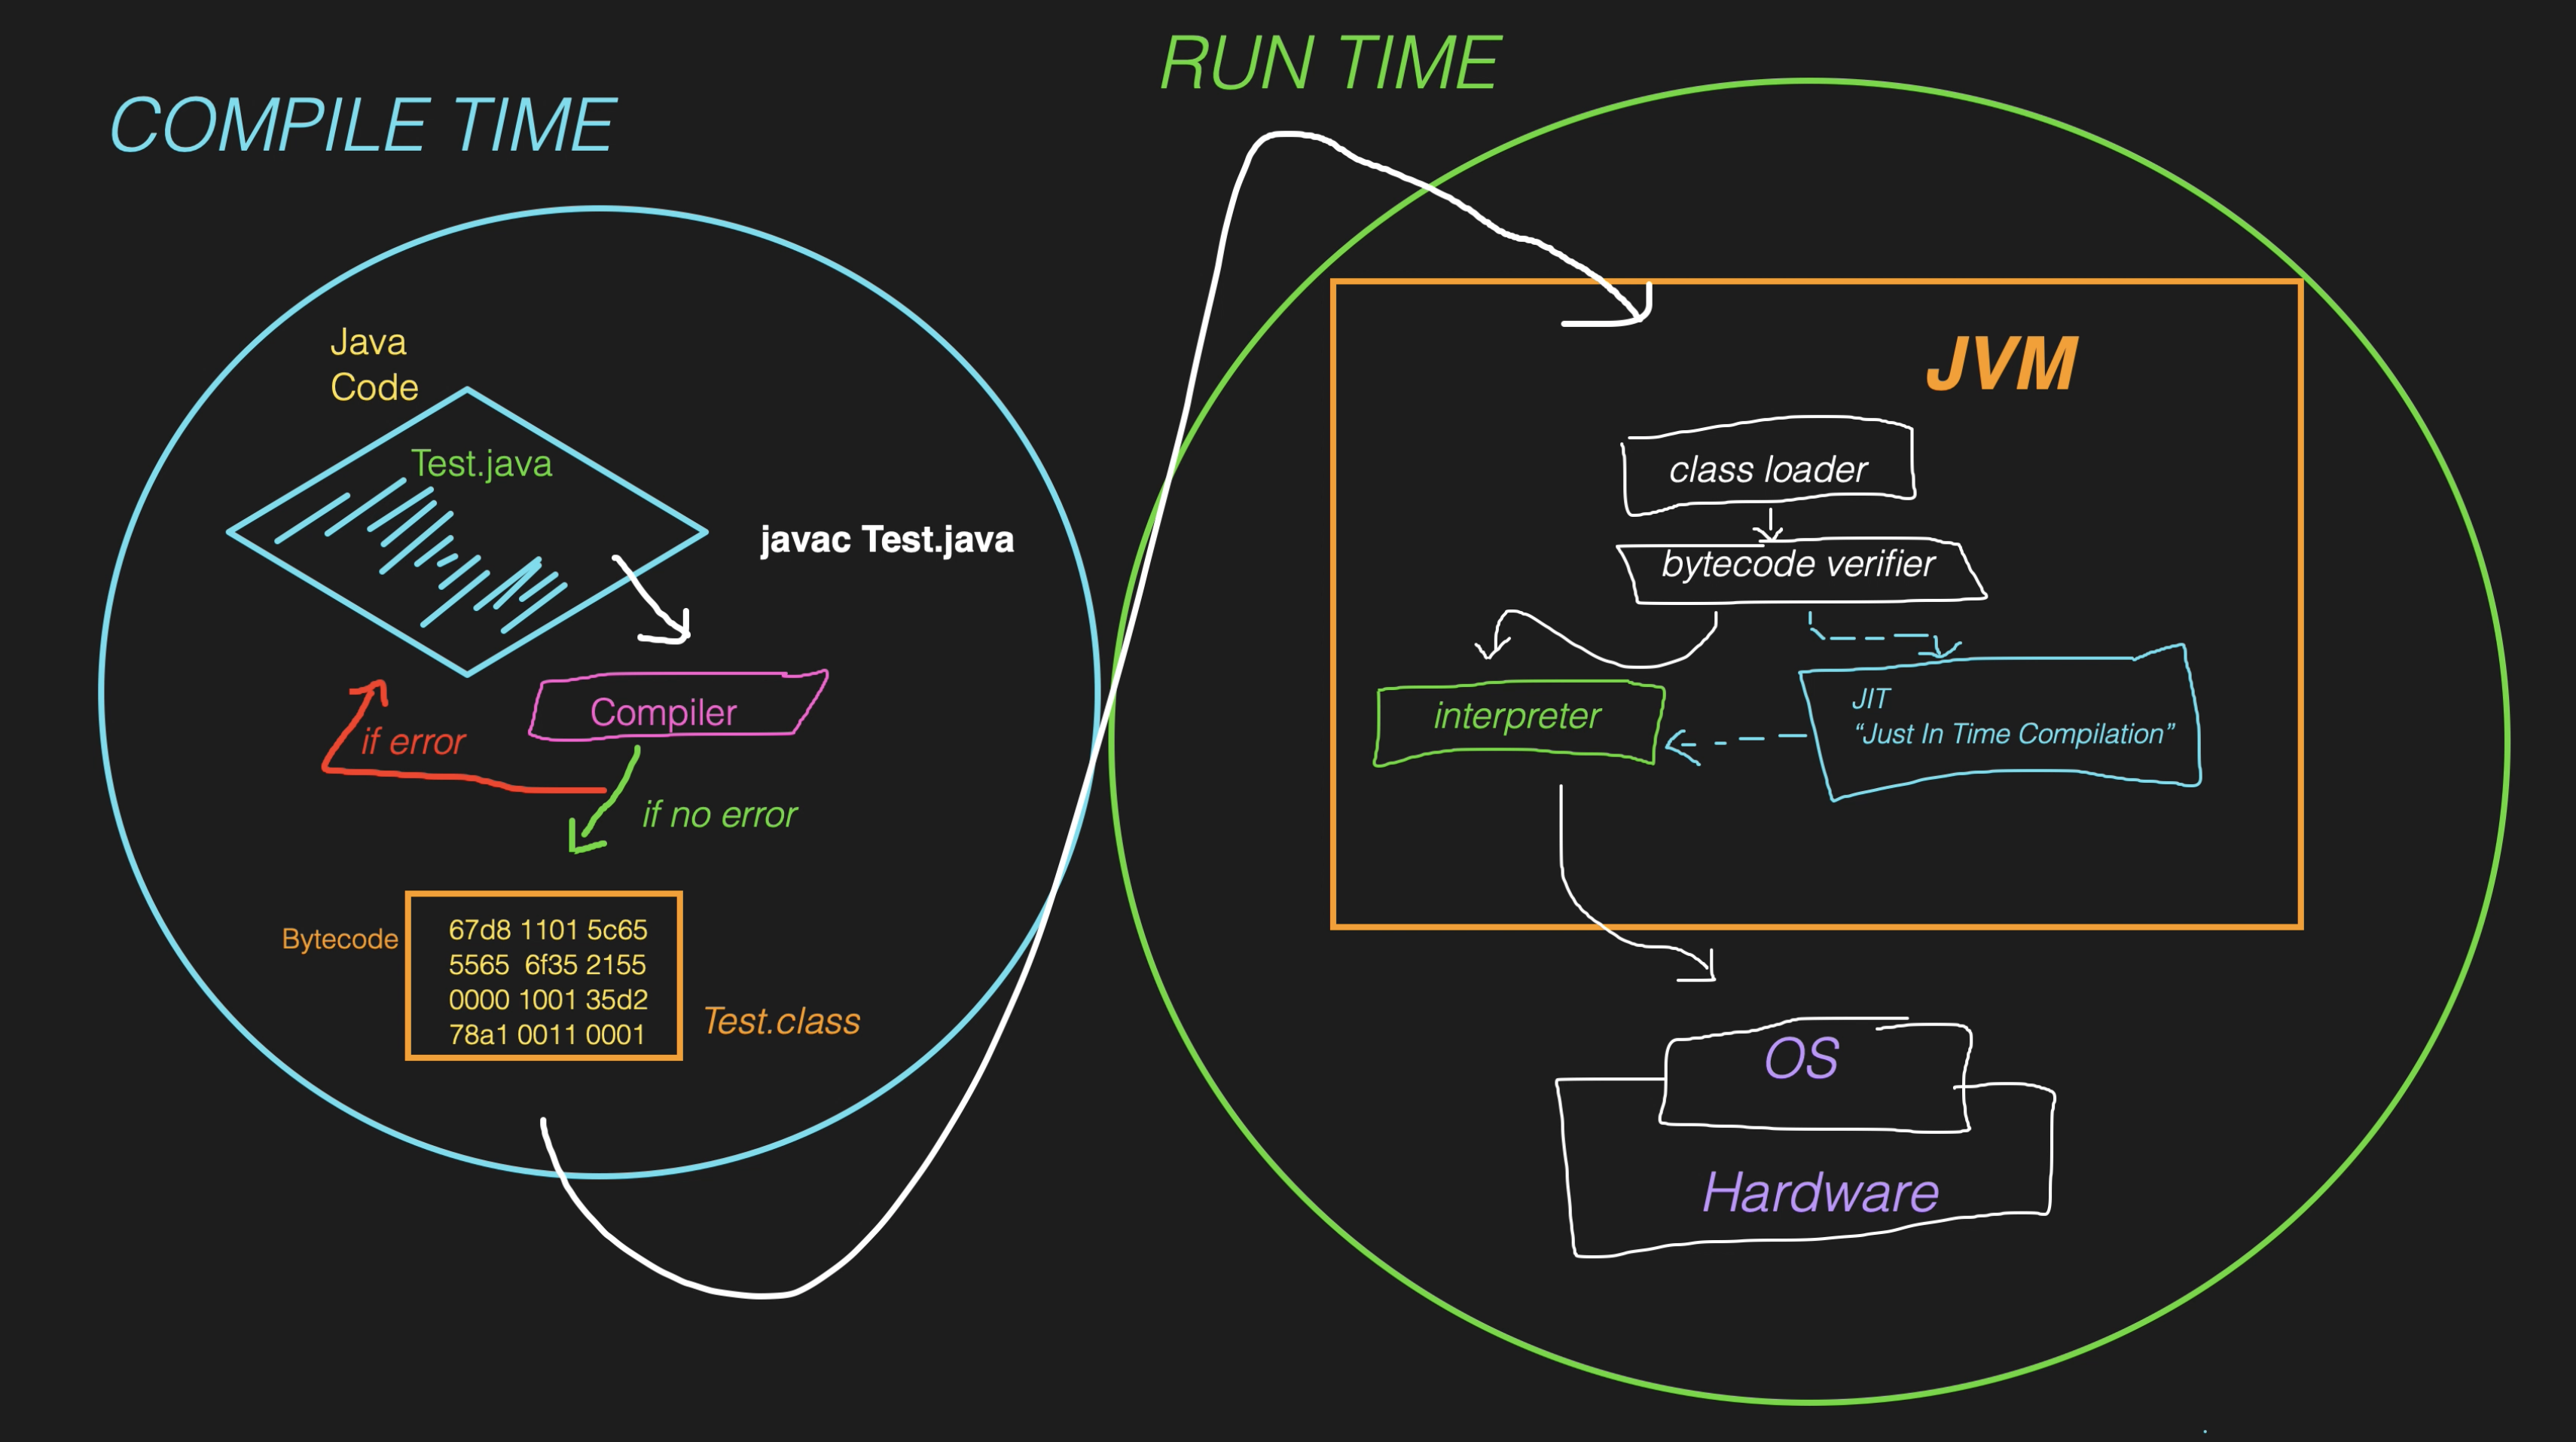 COMPILE TIME
Java
Code
Test.java
javac Test.java
Compiler
if error
if no error
Bytecode
67d8 1101 5c65
5565 6f35 2155
0000 1001 35d2
78a1 0011 0001
Test.class
RUN TIME
JVM
class loader
bytecode verifier
interpreter
JIT
“Just In Time Compilation”
OS
Hardware